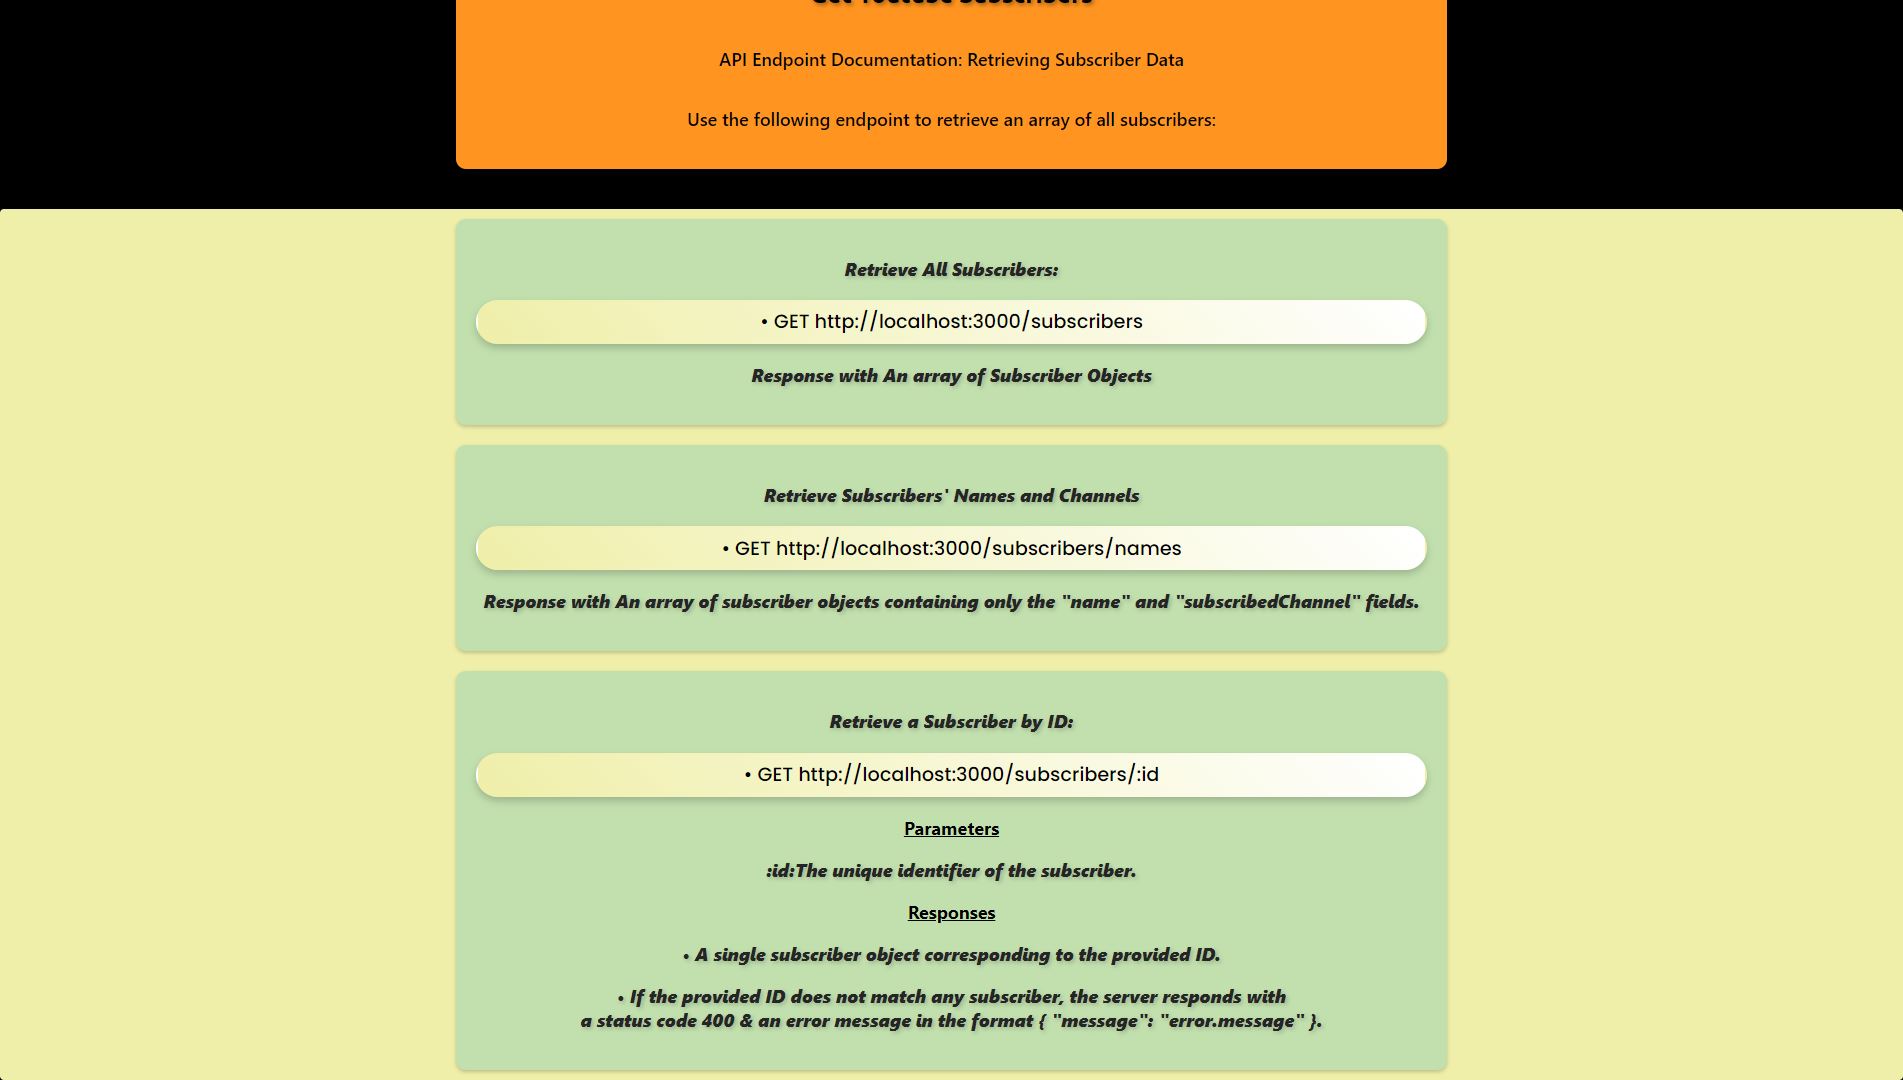 Get Youtube Subscribers
API Endpoint Documentation: Retrieving Subscriber Data
Use the following endpoint to retrieve an array of all subscribers:
Retrieve All Subscribers:
• GET http://localhost:3000/subscribers
Response with An array of Subscriber Objects
Retrieve Subscribers' Names and Channels
• GET http://localhost:3000/subscribers/names
Response with An array of subscriber objects containing only the "name" and "subscribedChannel" fields.
Retrieve a Subscriber by ID:
• GET http://localhost:3000/subscribers/:id
Parameters
:id:The unique identifier of the subscriber.
Responses
• A single subscriber object corresponding to the provided ID.
• If the provided ID does not match any subscriber, the server responds with
a status code 400 & an error message in the format { "message": "error.message" }.